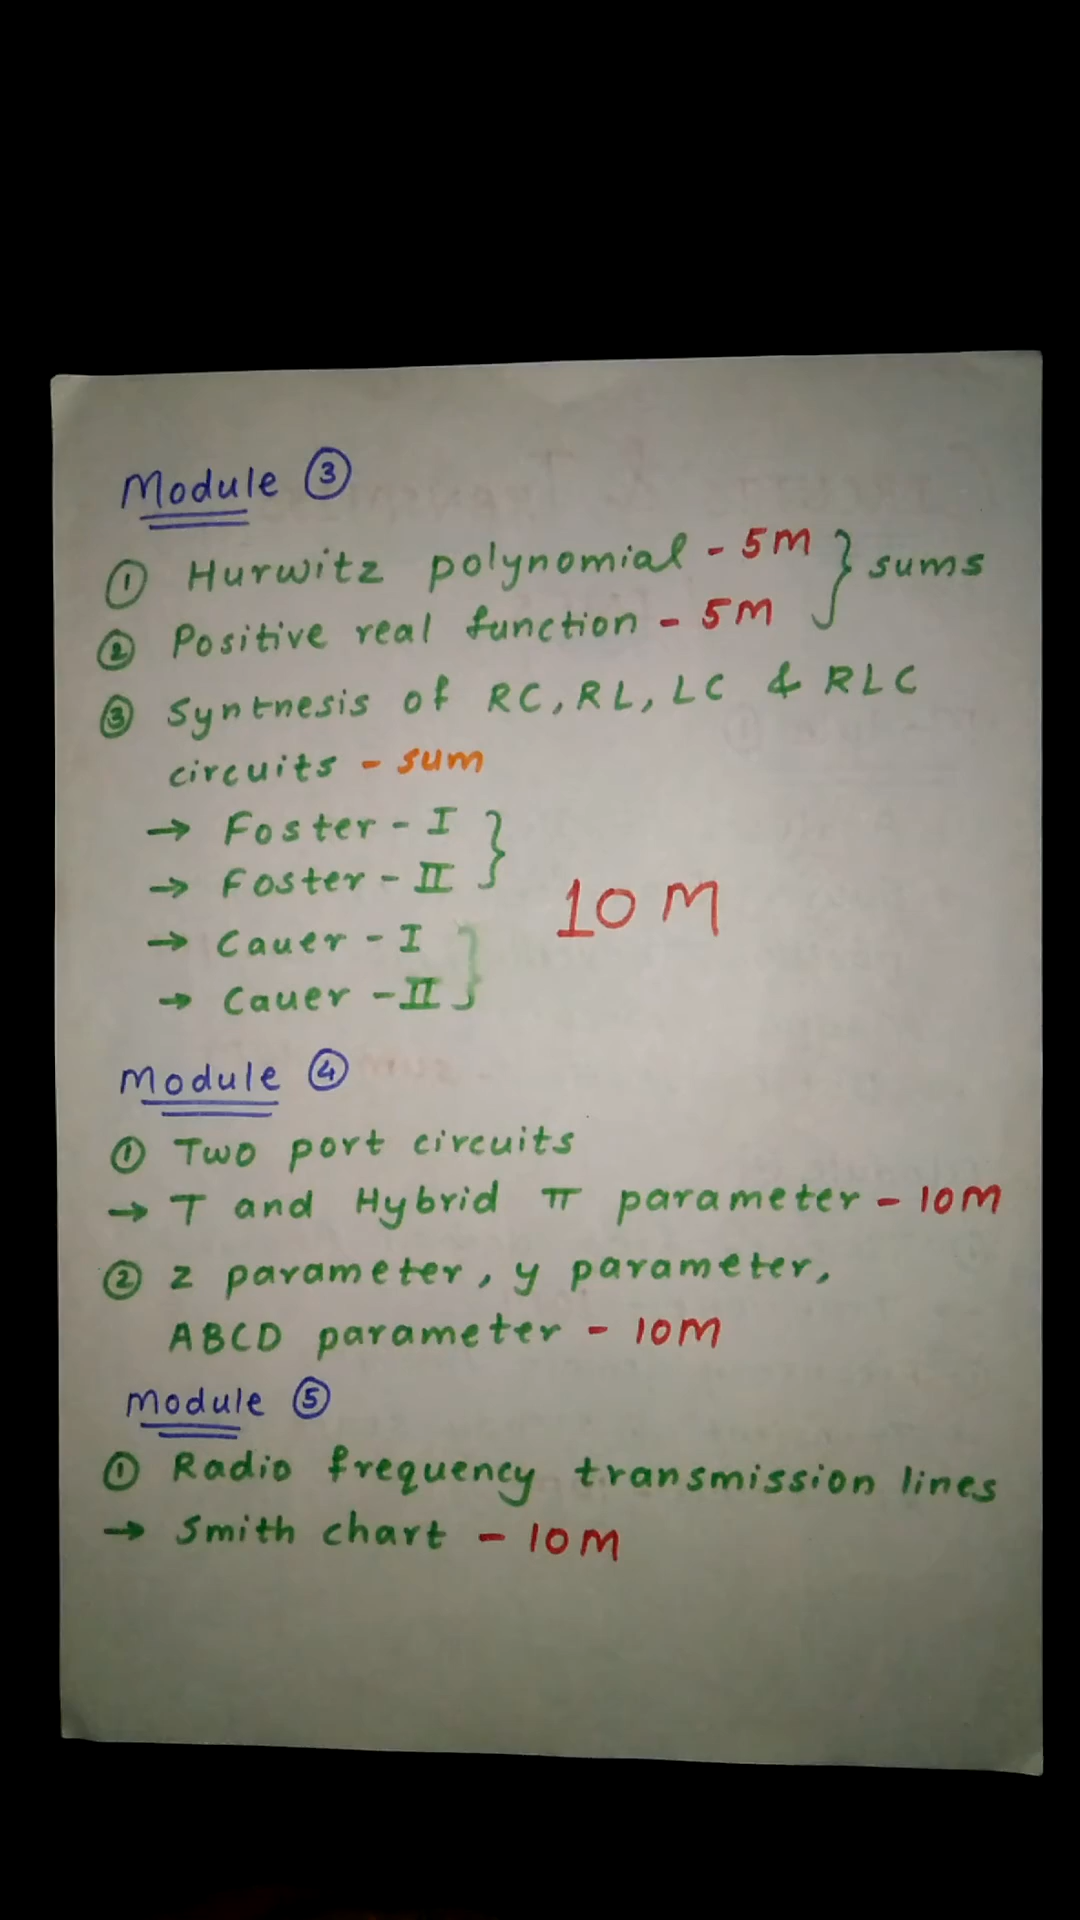 Module ③
① Hurwitz polynomial - 5M } sums
② Positive real function - 5M
③ Syntnesis of RC, RL, LC & RLC
circuits - sum
→ Foster - I }
→ Foster - II
10 M
→ Cauer - I }
→ Cauer - II
Module ④
① Two port circuits
→ T and Hybrid π parameter - 10M
② z parameter, y parameter,
ABCD parameter - 10M
Module ⑤
① Radio frequency transmission lines
→ Smith chart - 10M